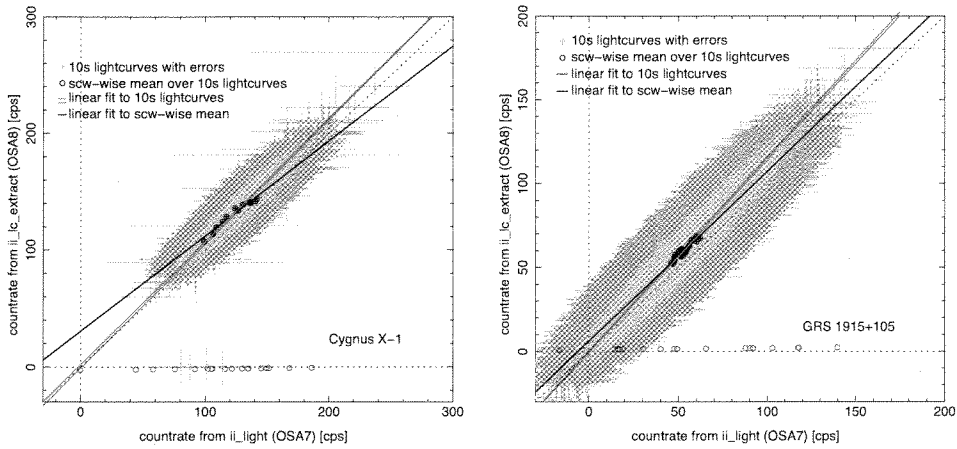 10s lightcurves with errors
scw-wise mean over 10s lightcurves
linear fit to 10s lightcurves
linear fit to scw-wise mean
Cygnus X-1
countrate from ii_lc_extract (OSA8) [cps]
0
100
200
300
0
100
200
300
countrate from ii_light (OSA7) [cps]
10s lightcurves with errors
scw-wise mean over 10s lightcurves
linear fit to 10s lightcurves
linear fit to scw-wise mean
GRS 1915+105
countrate from ii_lc_extract (OSA8) [cps]
0
50
100
150
200
0
50
100
150
200
countrate from ii_light (OSA7) [cps]